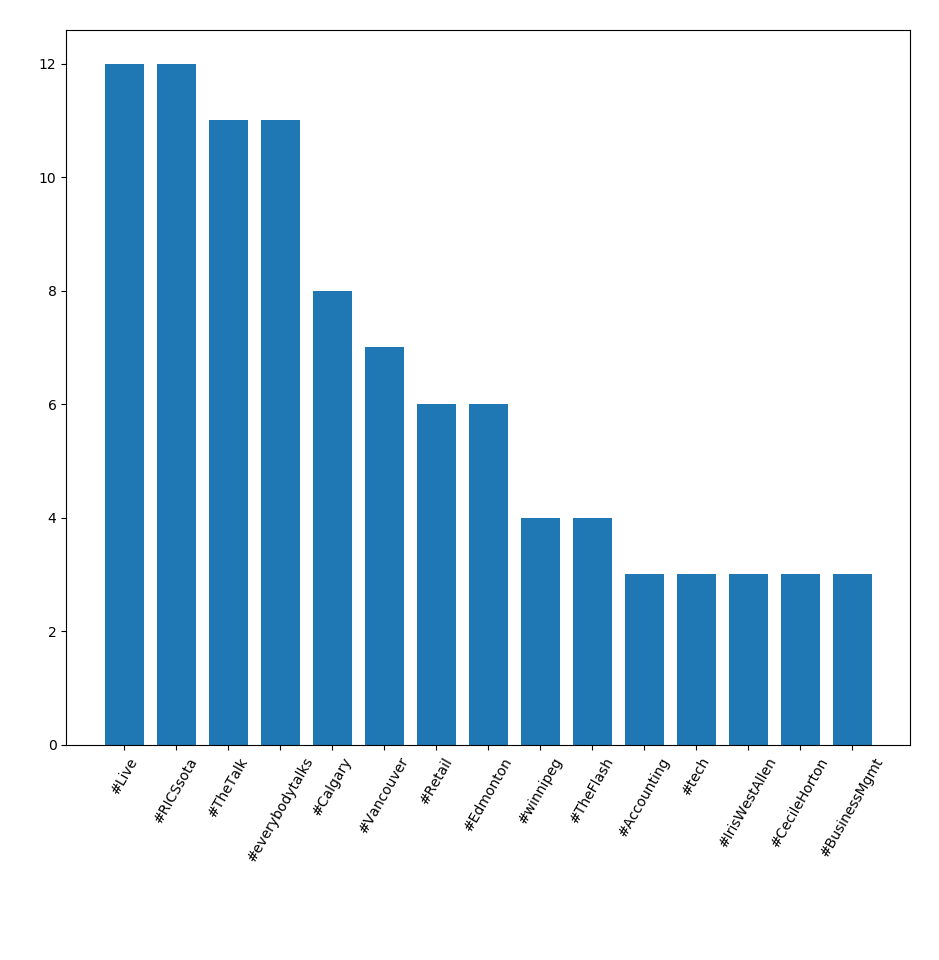 12
10
8
6
4
2
0
#Live
#RICSsota
#TheTalk
#everybodytalks
#Calgary
#Vancouver
#Retail
#Edmonton
#winnipeg
#TheFlash
#Accounting
#tech
#IrisWestAllen
#CecileHorton
#BusinessMgmt